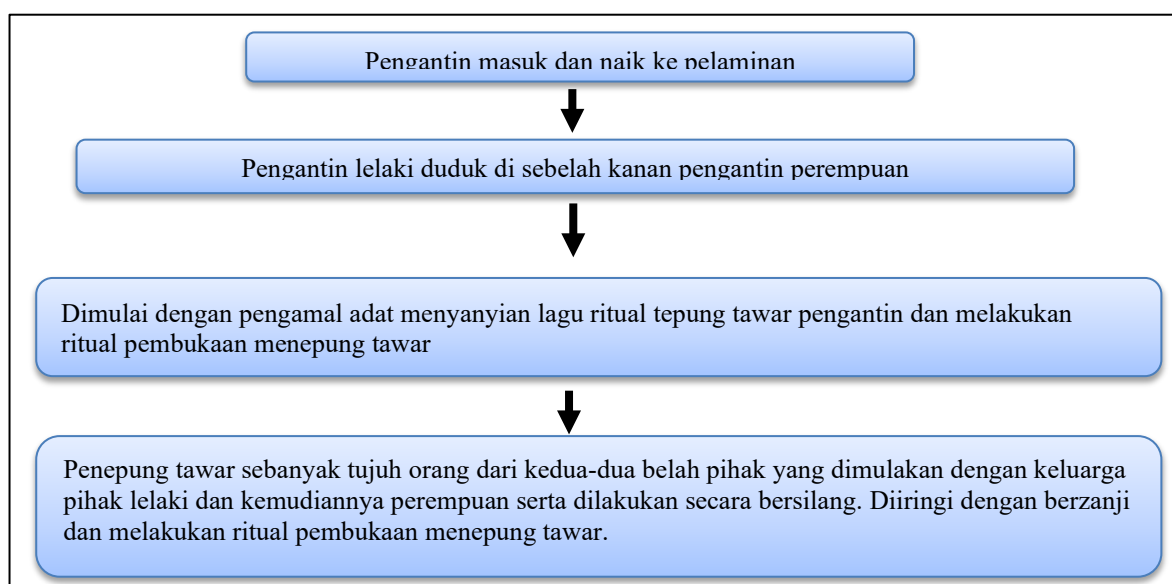 Pengantin masuk dan naik ke pelaminan
Pengantin lelaki duduk di sebelah kanan pengantin perempuan
Dimulai dengan pengamal adat menyanyian lagu ritual tepung tawar pengantin dan melakukan
ritual pembukaan menepung tawar
Penepung tawar sebanyak tujuh orang dari kedua-dua belah pihak yang dimulakan dengan keluarga
pihak lelaki dan kemudiannya perempuan serta dilakukan secara bersilang. Diiringi dengan berzanji
dan melakukan ritual pembukaan menepung tawar.